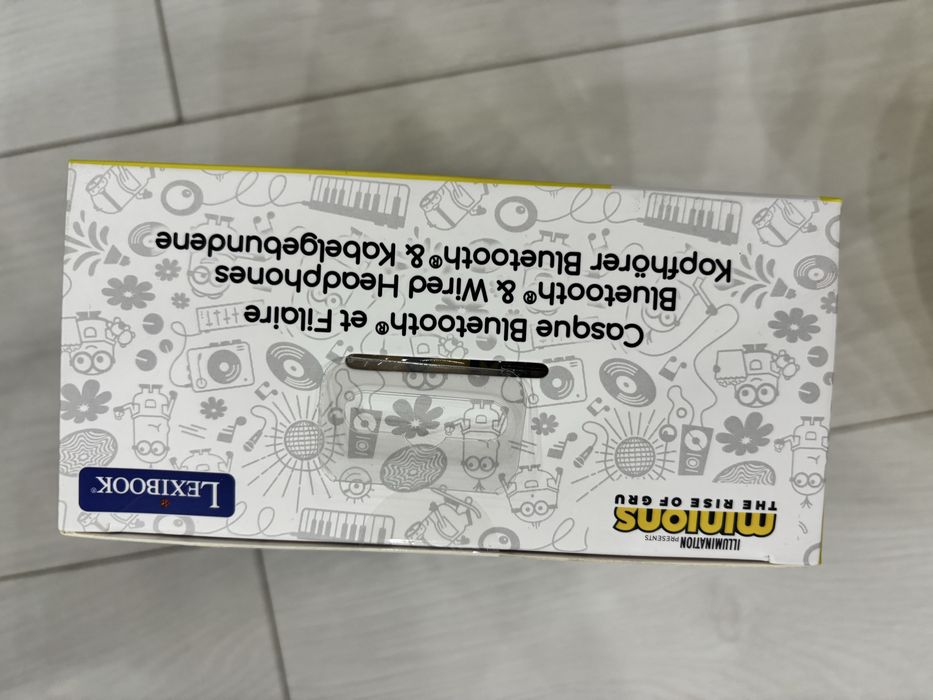 ILLUMINATION
PRESENTS
minions
THE RISE OF GRU
LEXIBOOK®
Casque Bluetooth® et Filaire
Bluetooth® & Wired Headphones
Kopfhörer Bluetooth® & Kabelgebundene